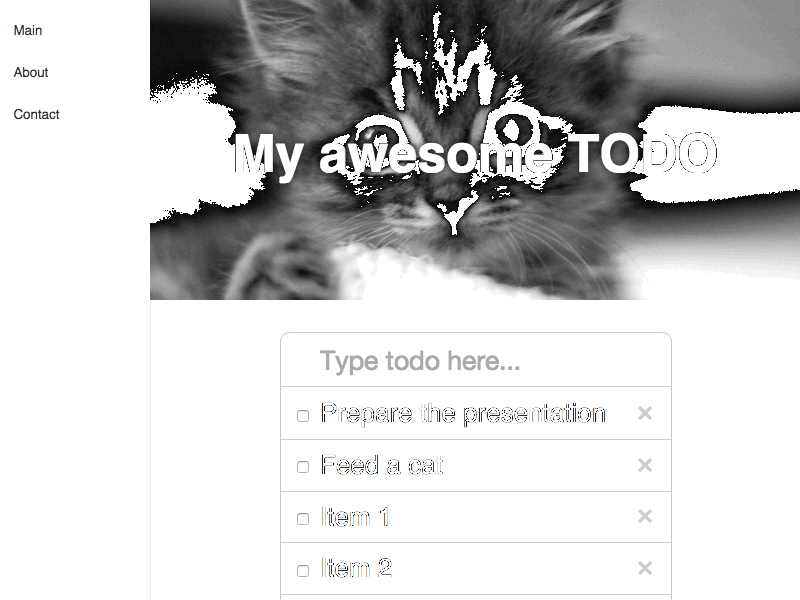 Main
About
Contact
My awesome TODO
Type todo here...
Prepare the presentation
Feed a cat
Item 1
Item 2